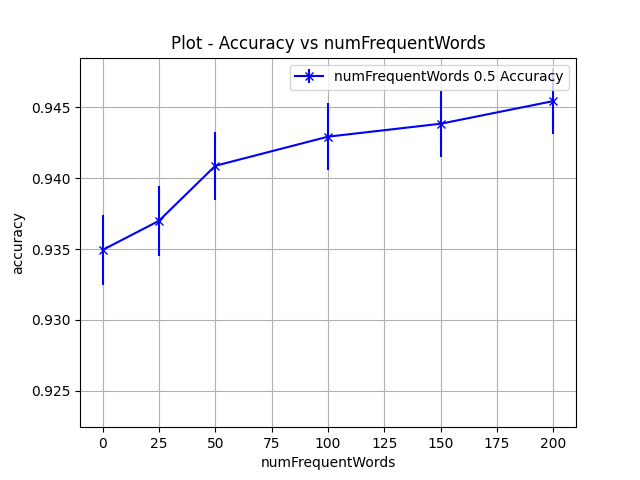 Plot - Accuracy vs numFrequentWords
numFrequentWords 0.5 Accuracy
0.945
0.940
0.935
0.930
0.925
accuracy
0 25 50 75 100 125 150 175 200
numFrequentWords